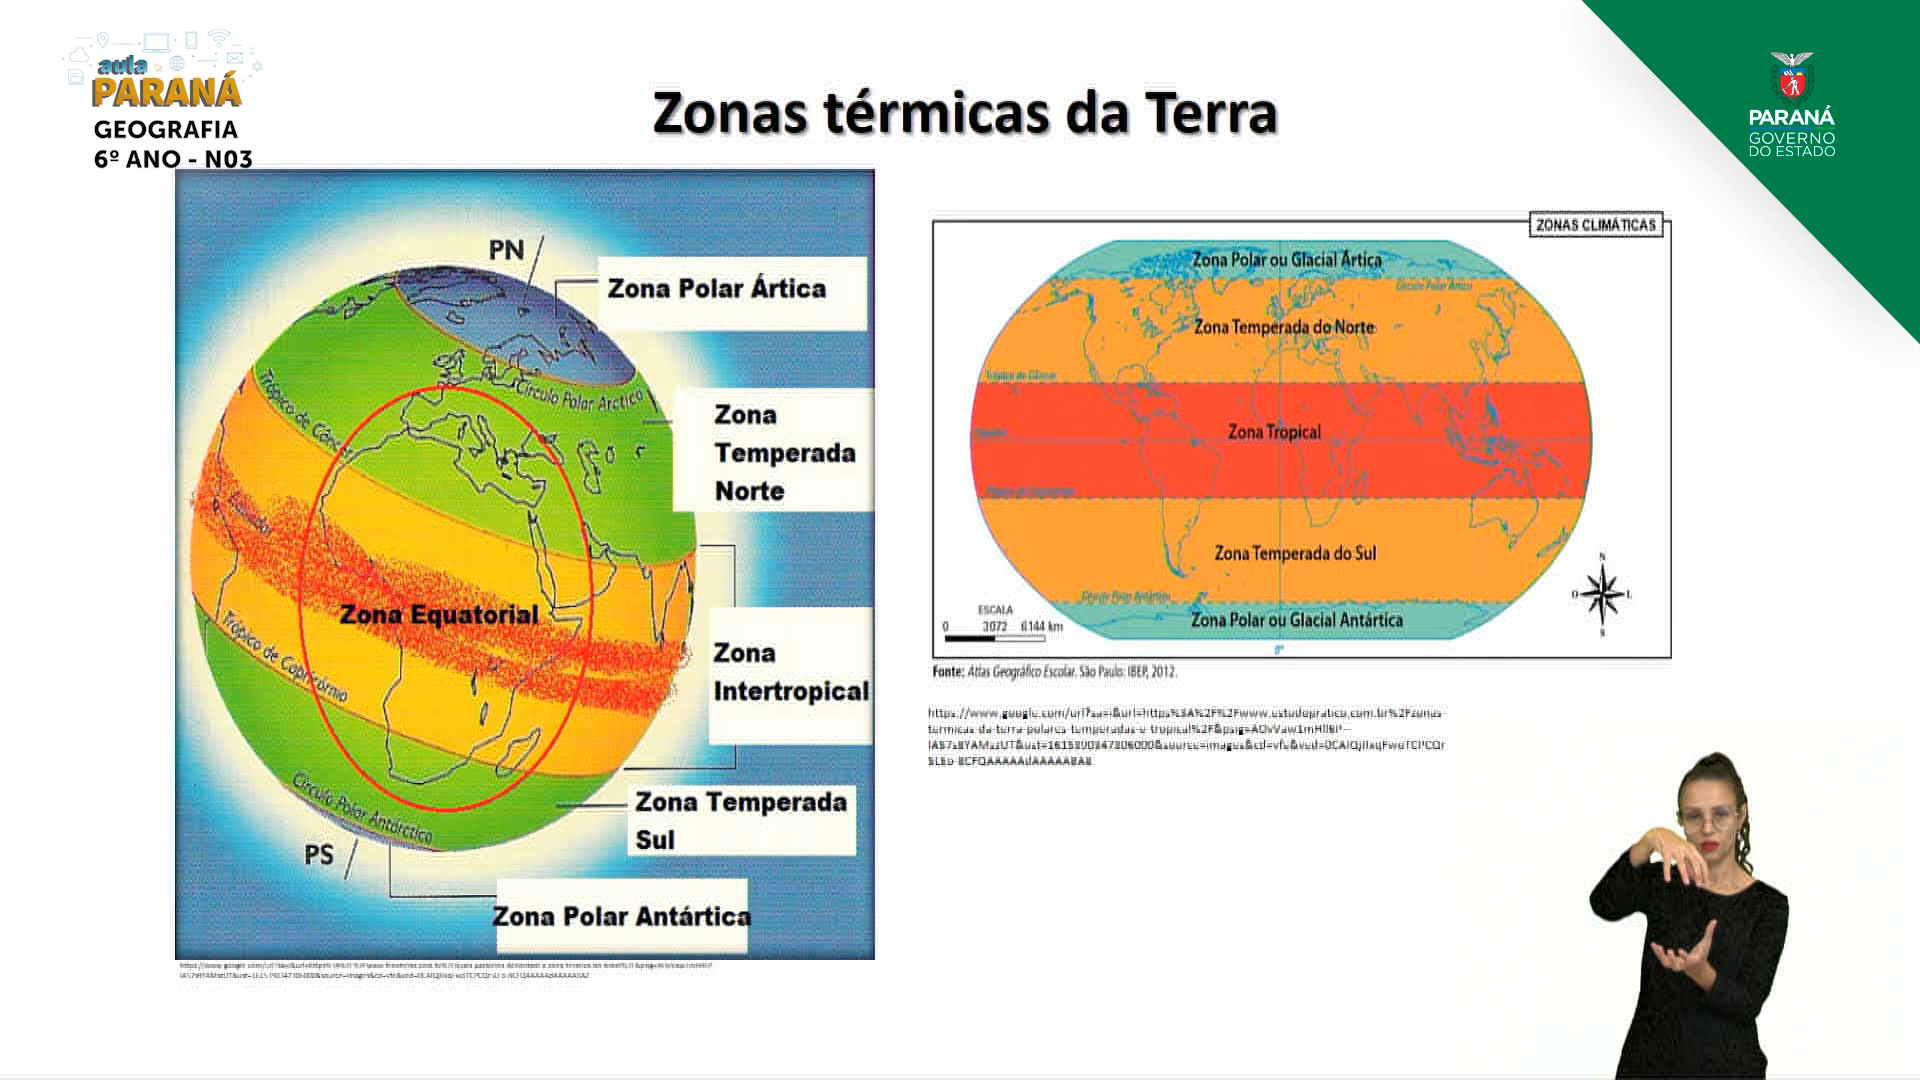 aula
PARANÁ
GEOGRAFIA
6º ANO - N03
Zonas térmicas da Terra
PARANÁ
GOVERNO
DO ESTADO
PN
Zona Polar Ártica
Círculo Polar Arctico
Zona
Temperada
Norte
Trópico de Câncer
Equador
Zona Equatorial
Zona
Intertropical
Trópico de Capricórnio
Zona Temperada
Sul
Círculo Polar Antárctico
PS
Zona Polar Antártica
ZONAS CLIMÁTICAS
Zona Polar ou Glacial Ártica
Círculo Polar Ártico
Zona Temperada do Norte
Trópico de Câncer
Zona Tropical
Equador
Trópico de Capricórnio
Zona Temperada do Sul
Círculo Polar Antártico
Zona Polar ou Glacial Antártica
ESCALA
0 3072 6144 km
N
O L
S
0°
Fonte: Atlas Geográfico Escolar. São Paulo: IBEP, 2012.